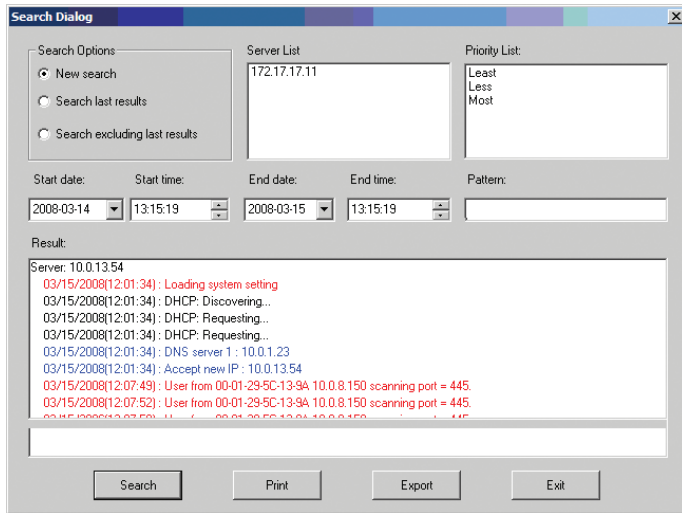 Search Dialog
Search Options
New search
Search last results
Search excluding last results
Server List
172.17.17.11
Priority List:
Least
Less
Most
Start date:
Start time:
End date:
End time:
Pattern:
2008-03-14
13:15:19
2008-03-15
13:15:19
Result:
Server: 10.0.13.54
03/15/2008(12:01:34) : Loading system setting
03/15/2008(12:01:34) : DHCP: Discovering...
03/15/2008(12:01:34) : DHCP: Requesting...
03/15/2008(12:01:34) : DHCP: Requesting...
03/15/2008(12:01:34) : DNS server 1 : 10.0.1.23
03/15/2008(12:01:34) : Accept new IP : 10.0.13.54
03/15/2008(12:07:49) : User from 00-01-29-5C-13-9A 10.0.8.150 scanning port = 445.
03/15/2008(12:07:52) : User from 00-01-29-5C-13-9A 10.0.8.150 scanning port = 445.
Search
Print
Export
Exit